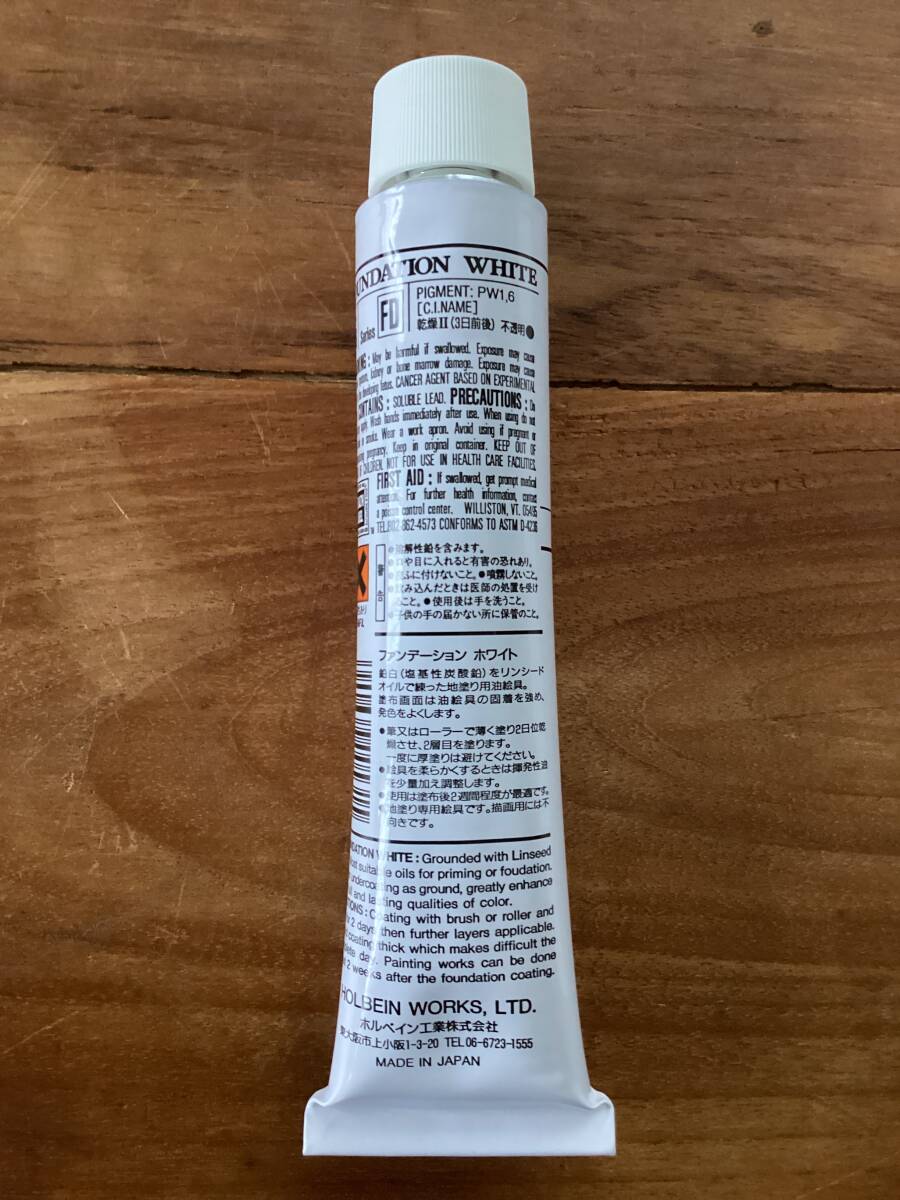 UNDATION WHITE
Series FD
PIGMENT: PW1,6
[C.I.NAME]
乾燥II(3日前後) 不透明●
May be harmful if swallowed. Exposure may cause
kidney or bone marrow damage. Exposure may cause
developing fetus. CANCER AGENT BASED ON EXPERIMENTAL
SOLUBLE LEAD. PRECAUTIONS: Do
Wash hands immediately after use. When using do not
or smoke. Wear a work apron. Avoid using if pregnant or
pregnancy. Keep in original container. KEEP OUT OF
CHILDREN. NOT FOR USE IN HEALTH CARE FACILITIES.
FIRST AID: If swallowed, get prompt medical
attention. For further health information, contact
a poison control center. WILLISTON, VT. 05495
862-4573 CONFORMS TO ASTM D-4236
警告
解性鉛を含みます。
や目に入れると有害の恐れあり。
ふに付けないこと。●噴霧しないこと。
飲み込んだときは医師の処置を受け
こと。●使用後は手を洗うこと。
●子供の手の届かない所に保管のこと。
ファンデーション ホワイト
鉛白(塩基性炭酸鉛)をリンシード
オイルで練った地塗り用油絵具。
塗布画面は油絵具の固着を強め、
発色をよくします。
●筆又はローラーで薄く塗り2日位乾
燥させ、2層目を塗ります。
一度に厚塗りは避けてください。
●絵具を柔らかくするときは揮発性油
を少量加え調整します。
●使用は塗布後2週間程度が最適です。
●地塗り専用絵具です。描画用には不
向きです。
NDATION WHITE: Grounded with Linseed
suitable oils for priming or foudation.
undercoating as ground, greatly enhance
and lasting qualities of color.
Coating with brush or roller and
2 days then further layers applicable.
coating thick which makes difficult the
day. Painting works can be done
2 weeks after the foundation coating.
HOLBEIN WORKS, LTD.
ホルベイン工業株式会社
東大阪市上小阪1-3-20 TEL 06-6723-1555
MADE IN JAPAN